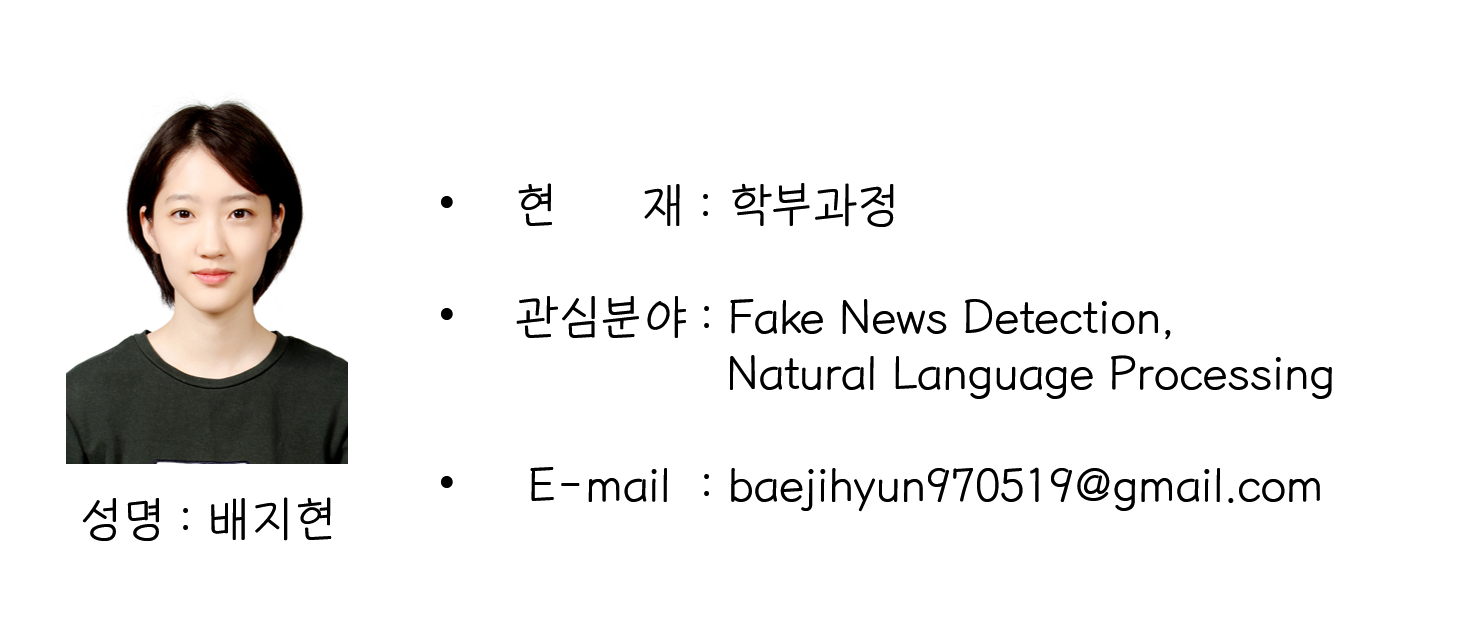 • 현 재 : 학부과정
• 관심분야 : Fake News Detection,
Natural Language Processing
• E-mail : baejihyun970519@gmail.com
성명 : 배지현